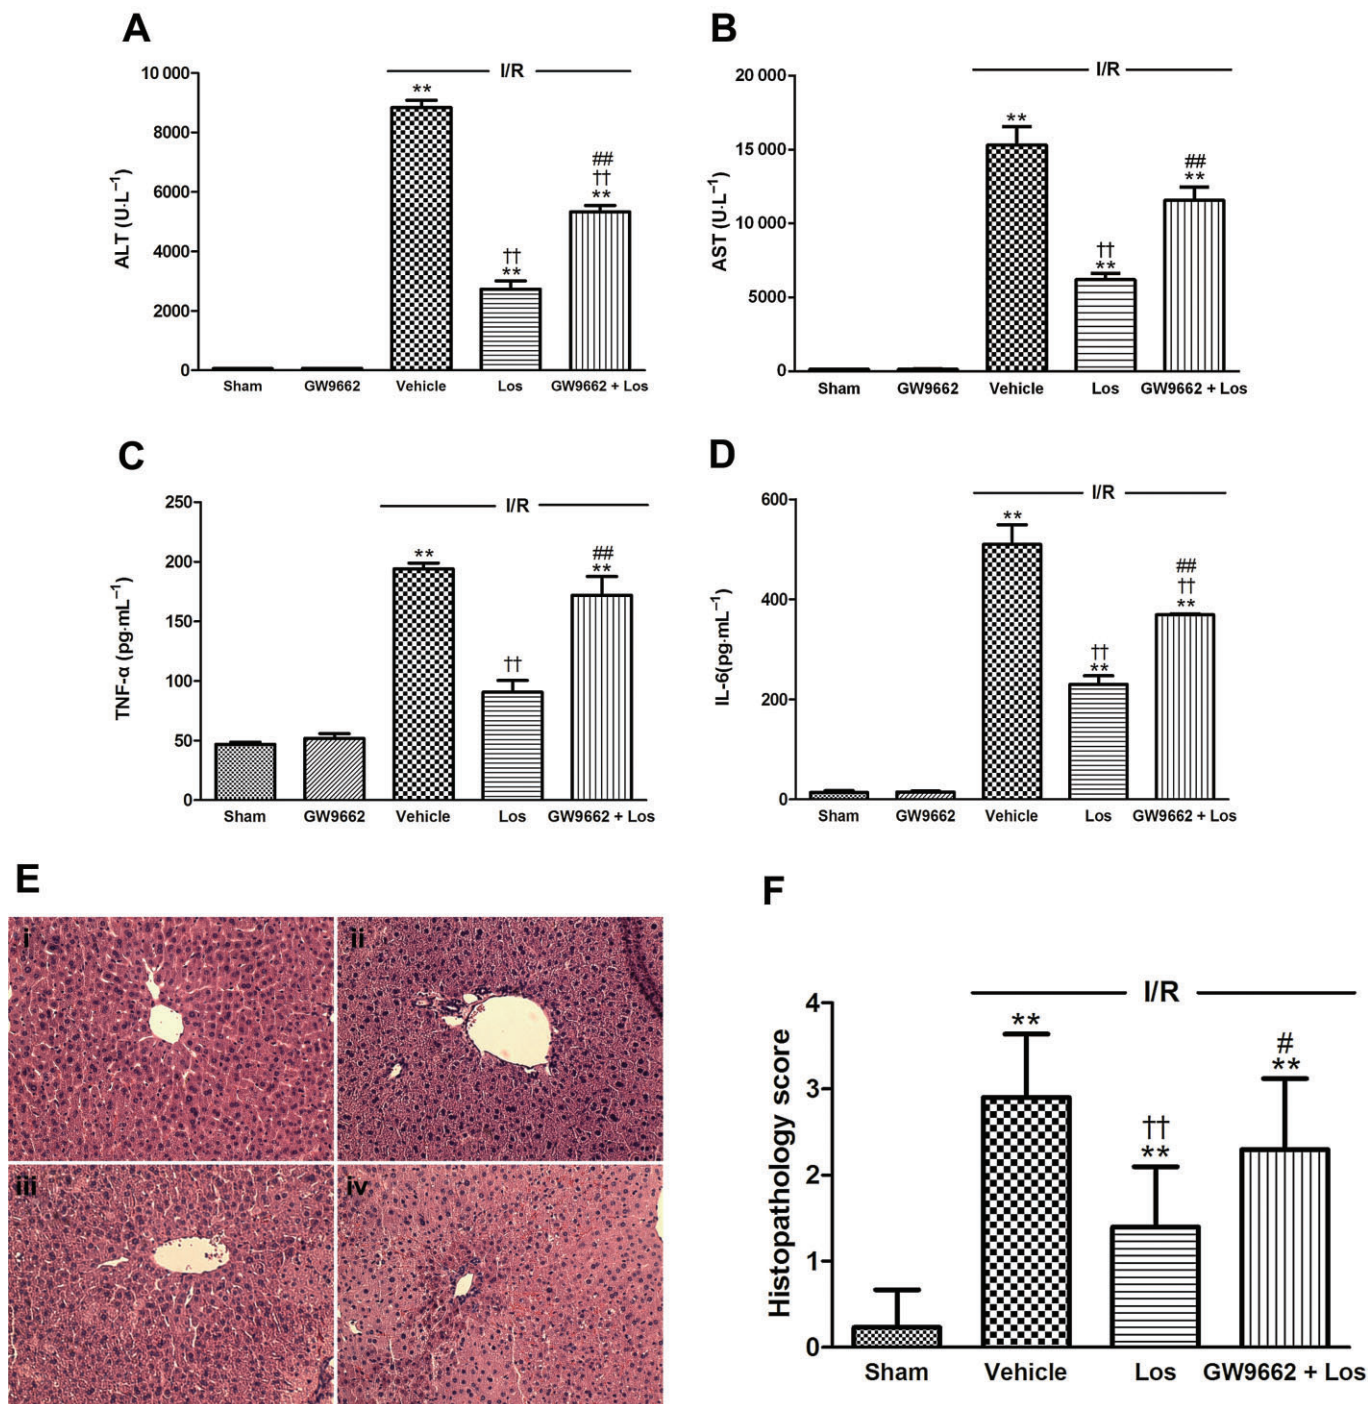 A
I/R
10 000
8000
6000
4000
2000
0
ALT (U·L⁻¹)
**
††
**
##
††
**
Sham GW9662 Vehicle Los GW9662 + Los
B
I/R
20 000
15 000
10 000
5000
0
AST (U·L⁻¹)
**
††
**
##
**
Sham GW9662 Vehicle Los GW9662 + Los
C
I/R
250
200
150
100
50
0
TNF-α (pg·mL⁻¹)
**
††
##
**
Sham GW9662 Vehicle Los GW9662 + Los
D
I/R
600
400
200
0
IL-6(pg·mL⁻¹)
**
††
**
##
††
**
Sham GW9662 Vehicle Los GW9662 + Los
E
i
ii
iii
iv
F
I/R
4
3
2
1
0
Histopathology score
**
††
**
#
**
Sham Vehicle Los GW9662 + Los